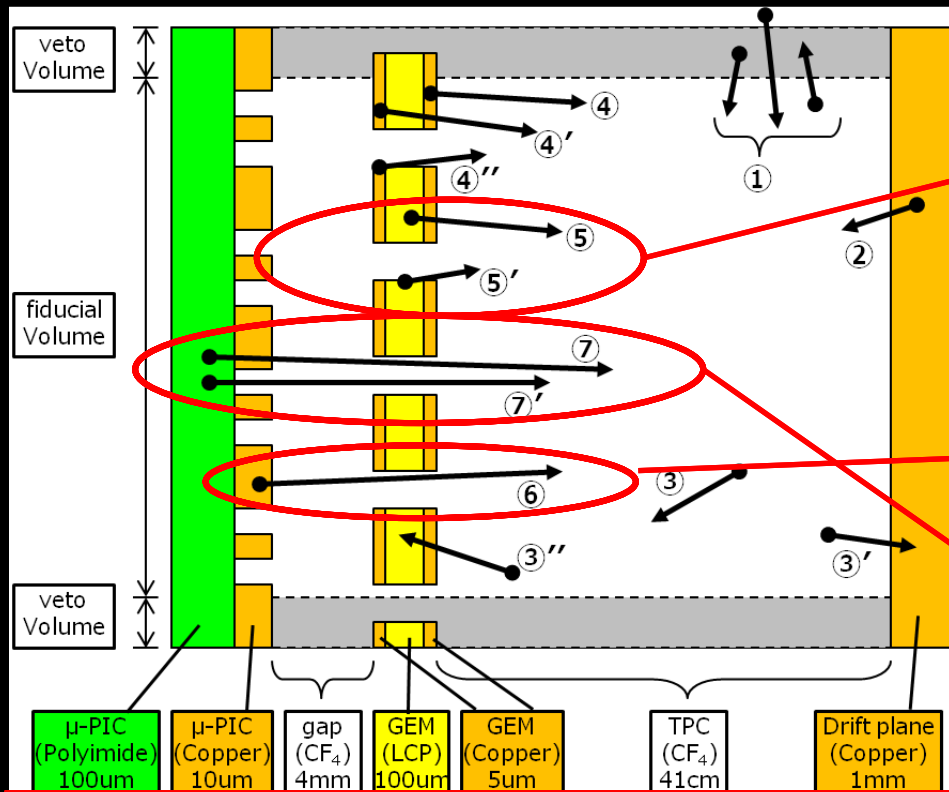 veto
Volume
④
④′
④″
①
⑤
②
⑤′
fiducial
Volume
⑦
⑦′
③
⑥
③″
③′
veto
Volume
μ-PIC
(Polyimide)
100um
μ-PIC
(Copper)
10um
gap
(CF₄)
4mm
GEM
(LCP)
100um
GEM
(Copper)
5um
TPC
(CF₄)
41cm
Drift plane
(Copper)
1mm